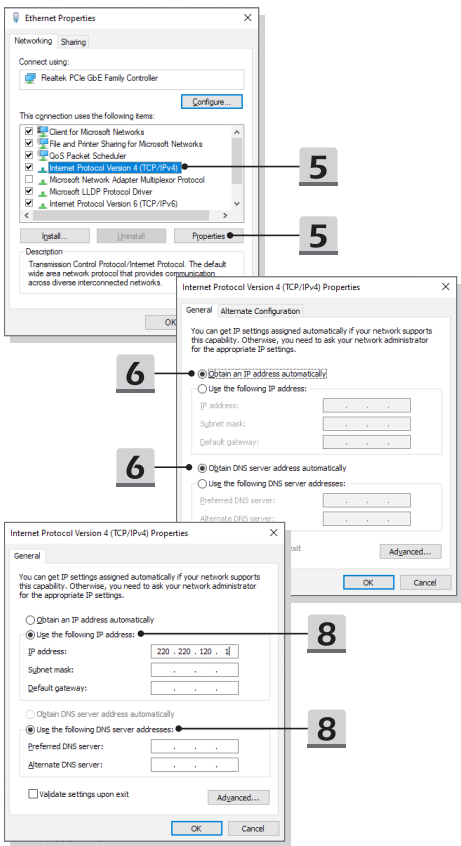 Ethernet Properties
Networking
Sharing
Connect using:
Realtek PCIe GbE Family Controller
Configure...
This connection uses the following items:
Client for Microsoft Networks
File and Printer Sharing for Microsoft Networks
QoS Packet Scheduler
Internet Protocol Version 4 (TCP/IPv4)
Microsoft Network Adapter Multiplexor Protocol
Microsoft LLDP Protocol Driver
Internet Protocol Version 6 (TCP/IPv6)
5
Install...
Uninstall
Properties
5
Description
Transmission Control Protocol/Internet Protocol. The default
wide area network protocol that provides communication
across diverse interconnected networks.
OK
Internet Protocol Version 4 (TCP/IPv4) Properties
General
Alternate Configuration
You can get IP settings assigned automatically if your network supports
this capability. Otherwise, you need to ask your network administrator
for the appropriate IP settings.
6
Obtain an IP address automatically
Use the following IP address:
IP address:
Subnet mask:
Default gateway:
6
Obtain DNS server address automatically
Use the following DNS server addresses:
Preferred DNS server:
Alternate DNS server:
exit
Advanced...
OK
Cancel
Internet Protocol Version 4 (TCP/IPv4) Properties
General
You can get IP settings assigned automatically if your network supports
this capability. Otherwise, you need to ask your network administrator
for the appropriate IP settings.
Obtain an IP address automatically
Use the following IP address:
8
IP address:
220 . 220 . 120 . 1
Subnet mask:
Default gateway:
Obtain DNS server address automatically
Use the following DNS server addresses:
8
Preferred DNS server:
Alternate DNS server:
Validate settings upon exit
Advanced...
OK
Cancel